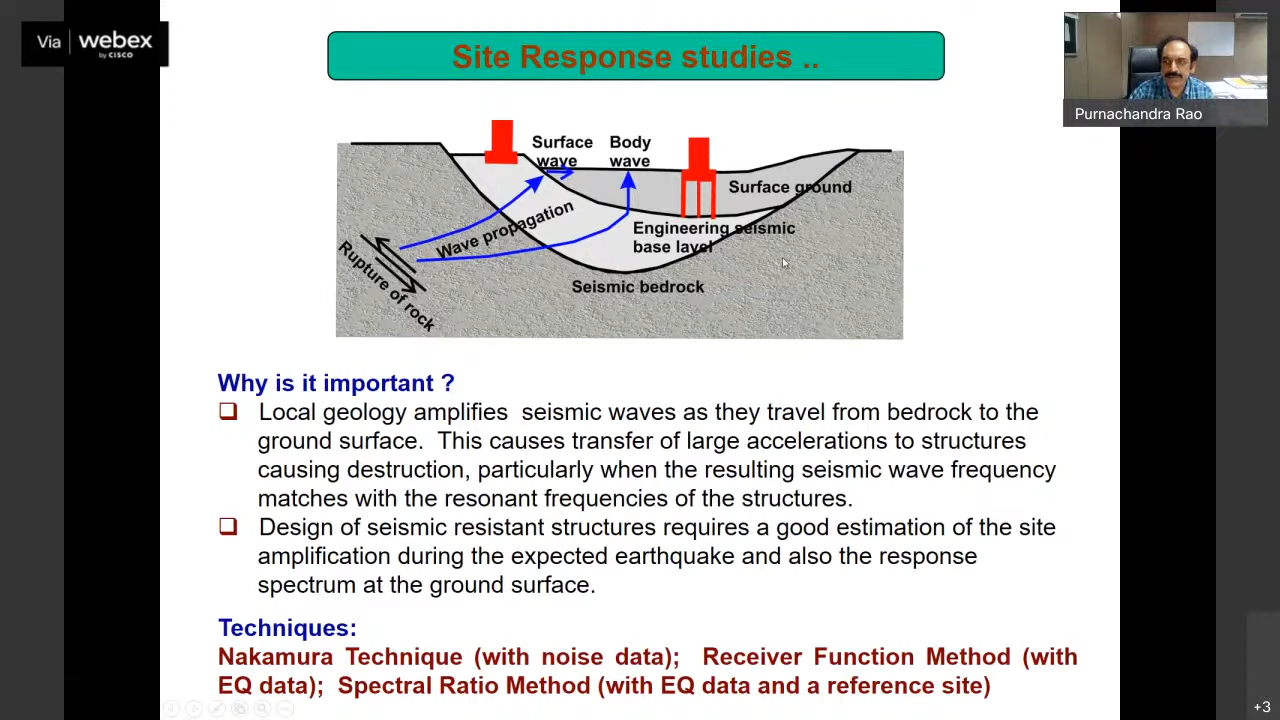 Via webex
by CISCO
Site Response studies ..
Purnachandra Rao
Surface Body
wave wave
Surface ground
Wave propagation
Engineering seismic
base lavel
Rupture of rock
Seismic bedrock
Why is it important ?
Local geology amplifies seismic waves as they travel from bedrock to the
ground surface. This causes transfer of large accelerations to structures
causing destruction, particularly when the resulting seismic wave frequency
matches with the resonant frequencies of the structures.
Design of seismic resistant structures requires a good estimation of the site
amplification during the expected earthquake and also the response
spectrum at the ground surface.
Techniques:
Nakamura Technique (with noise data); Receiver Function Method (with
EQ data); Spectral Ratio Method (with EQ data and a reference site)
+3